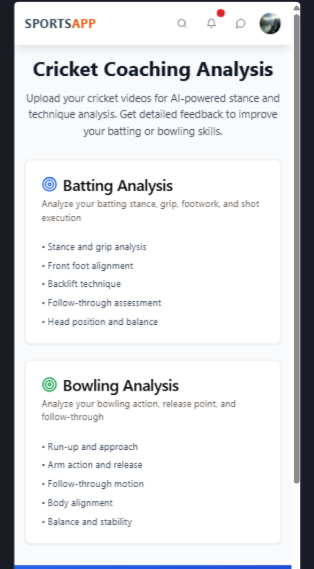 SPORTSAPP
Cricket Coaching Analysis
Upload your cricket videos for AI-powered stance and
technique analysis. Get detailed feedback to improve
your batting or bowling skills.
Batting Analysis
Analyze your batting stance, grip, footwork, and shot
execution
• Stance and grip analysis
• Front foot alignment
• Backlift technique
• Follow-through assessment
• Head position and balance
Bowling Analysis
Analyze your bowling action, release point, and
follow-through
• Run-up and approach
• Arm action and release
• Follow-through motion
• Body alignment
• Balance and stability